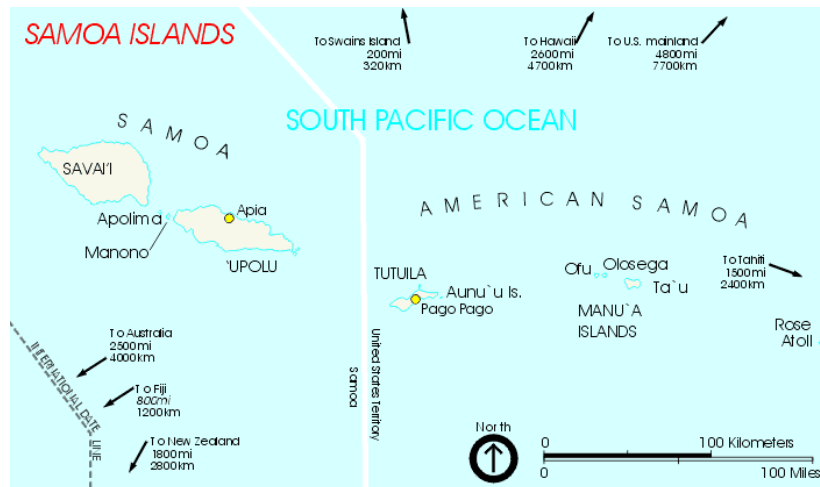 SAMOA ISLANDS
To Swains Island
200mi
320km
To Hawaii
2600mi
4700km
To U.S. mainland
4800mi
7700km
SOUTH PACIFIC OCEAN
SAMOA
SAVAI'I
Apolima
Manono
Apia
'UPOLU
AMERICAN SAMOA
TUTUILA
Aunu`u Is.
Pago Pago
Ofu
Olosega
Ta`u
MANU`A
ISLANDS
To Tahiti
1500mi
2400km
Rose
Atoll
INTERNATIONAL DATE
LINE
To Australia
2500mi
4000km
To Fiji
800mi
1200km
To New Zealand
1800mi
2800km
Samoa
United States Territory
North
0
100 Kilometers
0
100 Miles